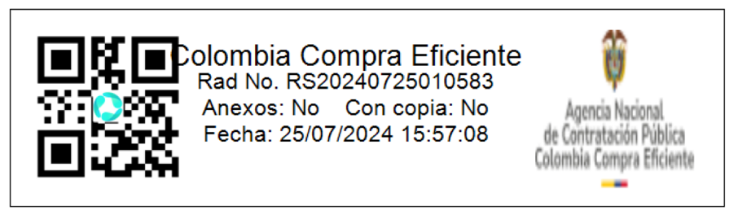 Colombia Compra Eficiente
Rad No. RS20240725010583
Anexos: No Con copia: No
Fecha: 25/07/2024 15:57:08
Agencia Nacional
de Contratación Pública
Colombia Compra Eficiente